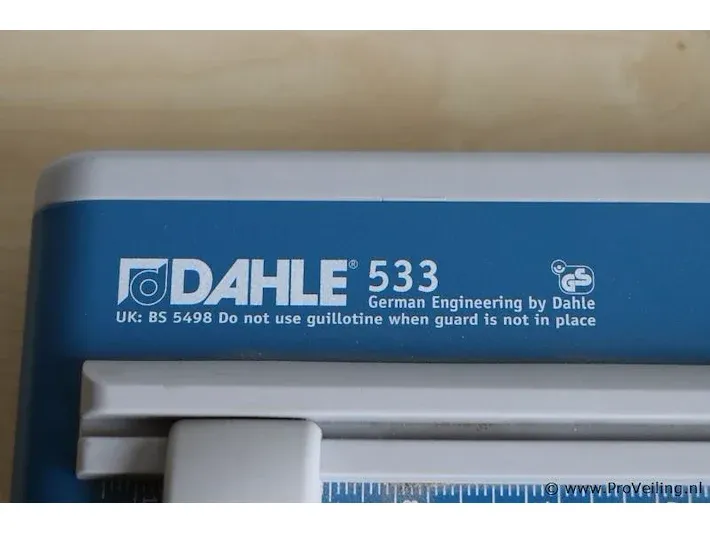 DAHLE® 533
German Engineering by Dahle
GS
UK: BS 5498 Do not use guillotine when guard is not in place
© www.ProVeiling.nl